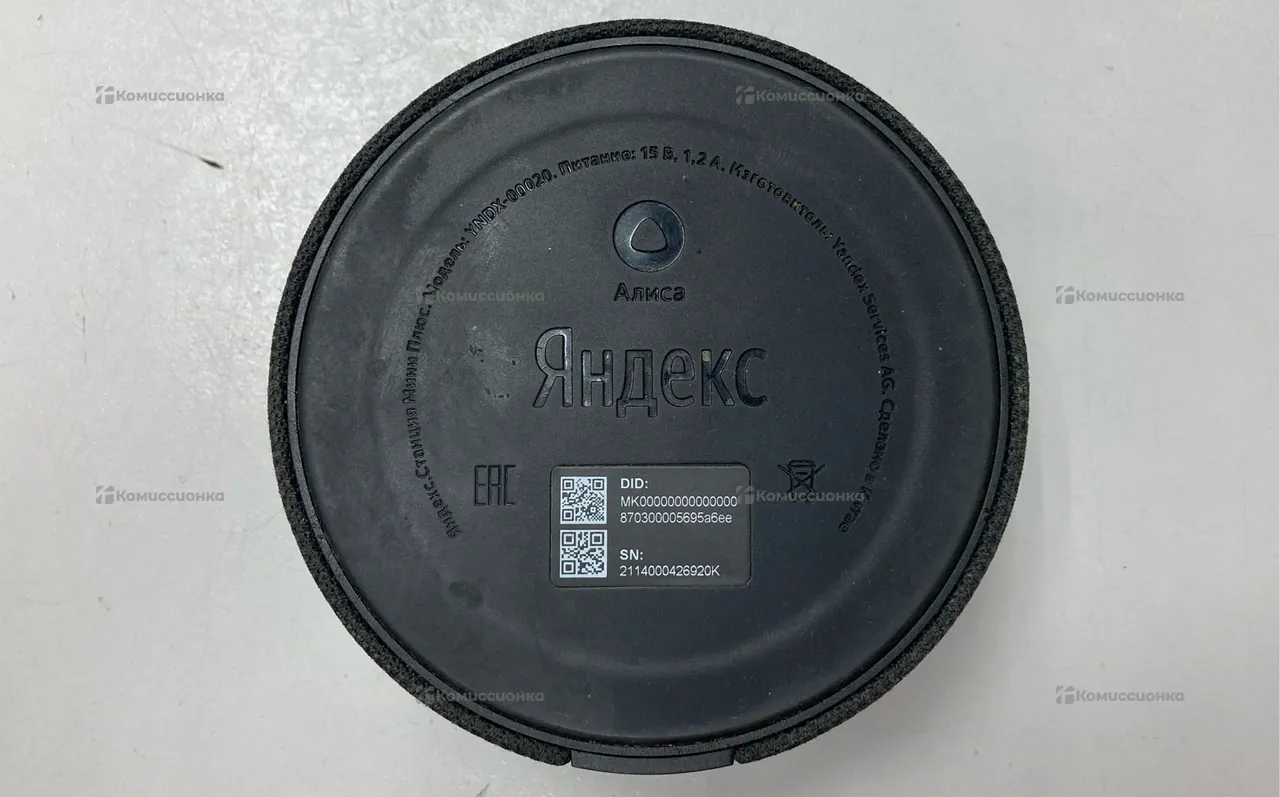 Яндекс.Станция Мини Плюс. Модель: YNDX-00020. Питание: 15 В, 1,2 А. Изготовитель: Yandex Services AG. Сделано в Китае
Алиса
Яндекс
EAC
DID:
MK00000000000000
870300005695a6ee
SN:
2114000426920K
Комиссионка
Комиссионка
Комиссионка
Комиссионка
Комиссионка
Комиссионка
Комиссионка
Комиссионка